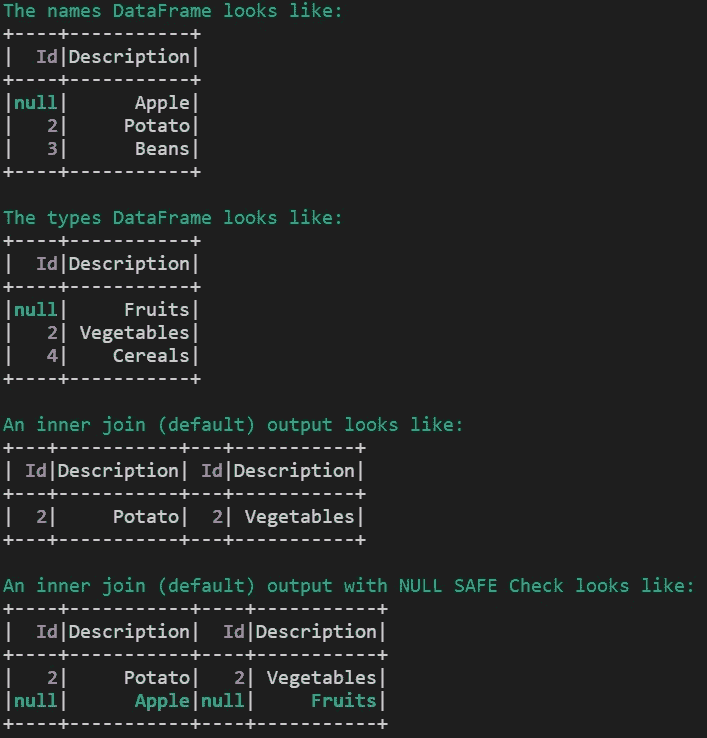 The names DataFrame looks like:
+----+-----------+
|  Id|Description|
+----+-----------+
|null|      Apple|
|   2|     Potato|
|   3|      Beans|
+----+-----------+

The types DataFrame looks like:
+----+-----------+
|  Id|Description|
+----+-----------+
|null|     Fruits|
|   2| Vegetables|
|   4|    Cereals|
+----+-----------+

An inner join (default) output looks like:
+---+-----------+---+-----------+
| Id|Description| Id|Description|
+---+-----------+---+-----------+
|  2|     Potato|  2| Vegetables|
+---+-----------+---+-----------+

An inner join (default) output with NULL SAFE Check looks like:
+----+-----------+----+-----------+
|  Id|Description|  Id|Description|
+----+-----------+----+-----------+
|   2|     Potato|   2| Vegetables|
|null|      Apple|null|     Fruits|
+----+-----------+----+-----------+